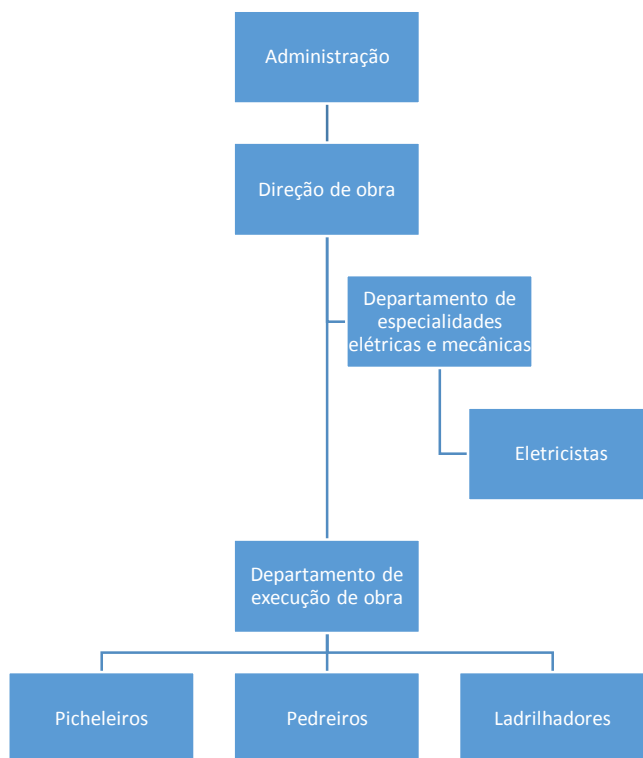 Administração
Direção de obra
Departamento de
especialidades
elétricas e mecânicas
Eletricistas
Departamento de
execução de obra
Picheleiros
Pedreiros
Ladrilhadores